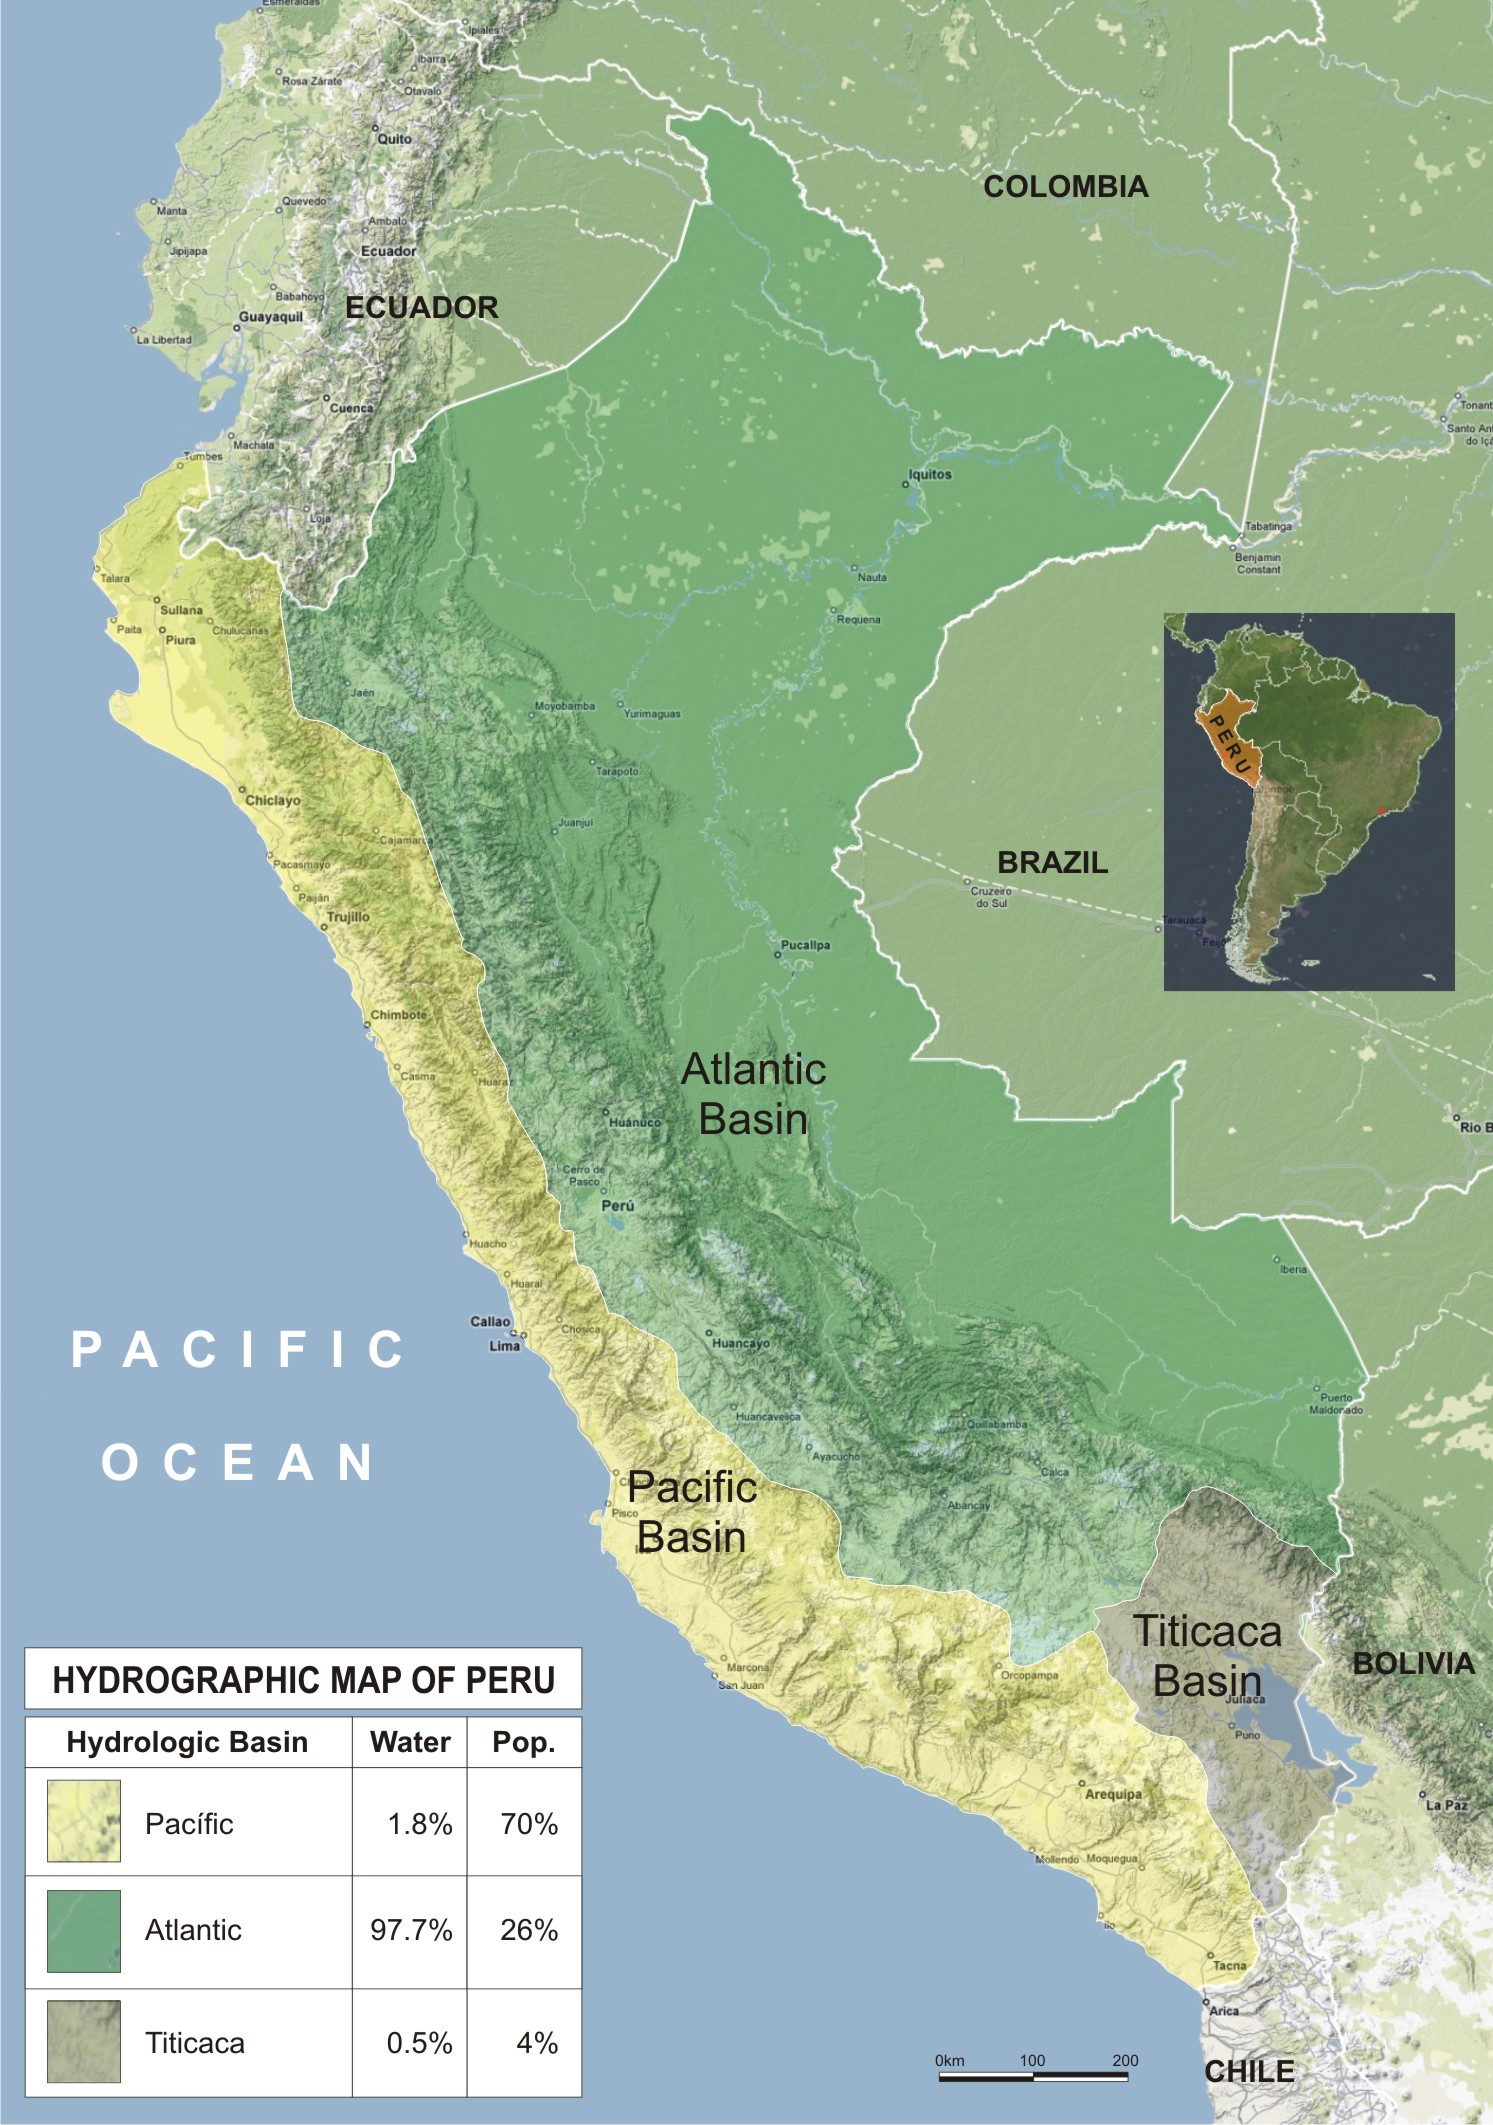 Esmeraldas
Ipiales
Ibarra
Rosa Zárate
Otavalo
Quito
COLOMBIA
Manta
Quevedo
Ambato
Jipijapa
Ecuador
Babahoyo
ECUADOR
Guayaquil
La Libertad
Cuenca
Tonant
Santo An
do Içá
Machala
Tumbes
Iquitos
Loja
Tabatinga
Benjamin
Constant
Talara
Nauta
Sullana
Requena
Paita
Chulucanas
Piura
Jaén
Moyobamba
Yurimaguas
PERU
Tarapoto
Chiclayo
Juanjuí
Cajamarca
Pacasmayo
BRAZIL
Paiján
Cruzeiro
do Sul
Trujillo
Tarauacá
Feijó
Pucallpa
Chimbote
Casma
Huaraz
Atlantic
Basin
Huánuco
Rio B
Cerro de
Pasco
Perú
Huacho
Iberia
Huaral
Callao
Lima
Chosica
Huancayo
PACIFIC
OCEAN
Puerto
Maldonado
Huancavelica
Quillabamba
Ayacucho
Calca
Pacific
Basin
Abancay
Pisco
Titicaca
Basin
BOLIVIA
Marcona
San Juan
Orcopampa
Juliaca
Puno
Arequipa
La Paz
Mollendo
Moquegua
Ilo
Tacna
Arica
CHILE
0km 100 200
HYDROGRAPHIC MAP OF PERU
Hydrologic Basin Water Pop.
Pacífic 1.8% 70%
Atlantic 97.7% 26%
Titicaca 0.5% 4%